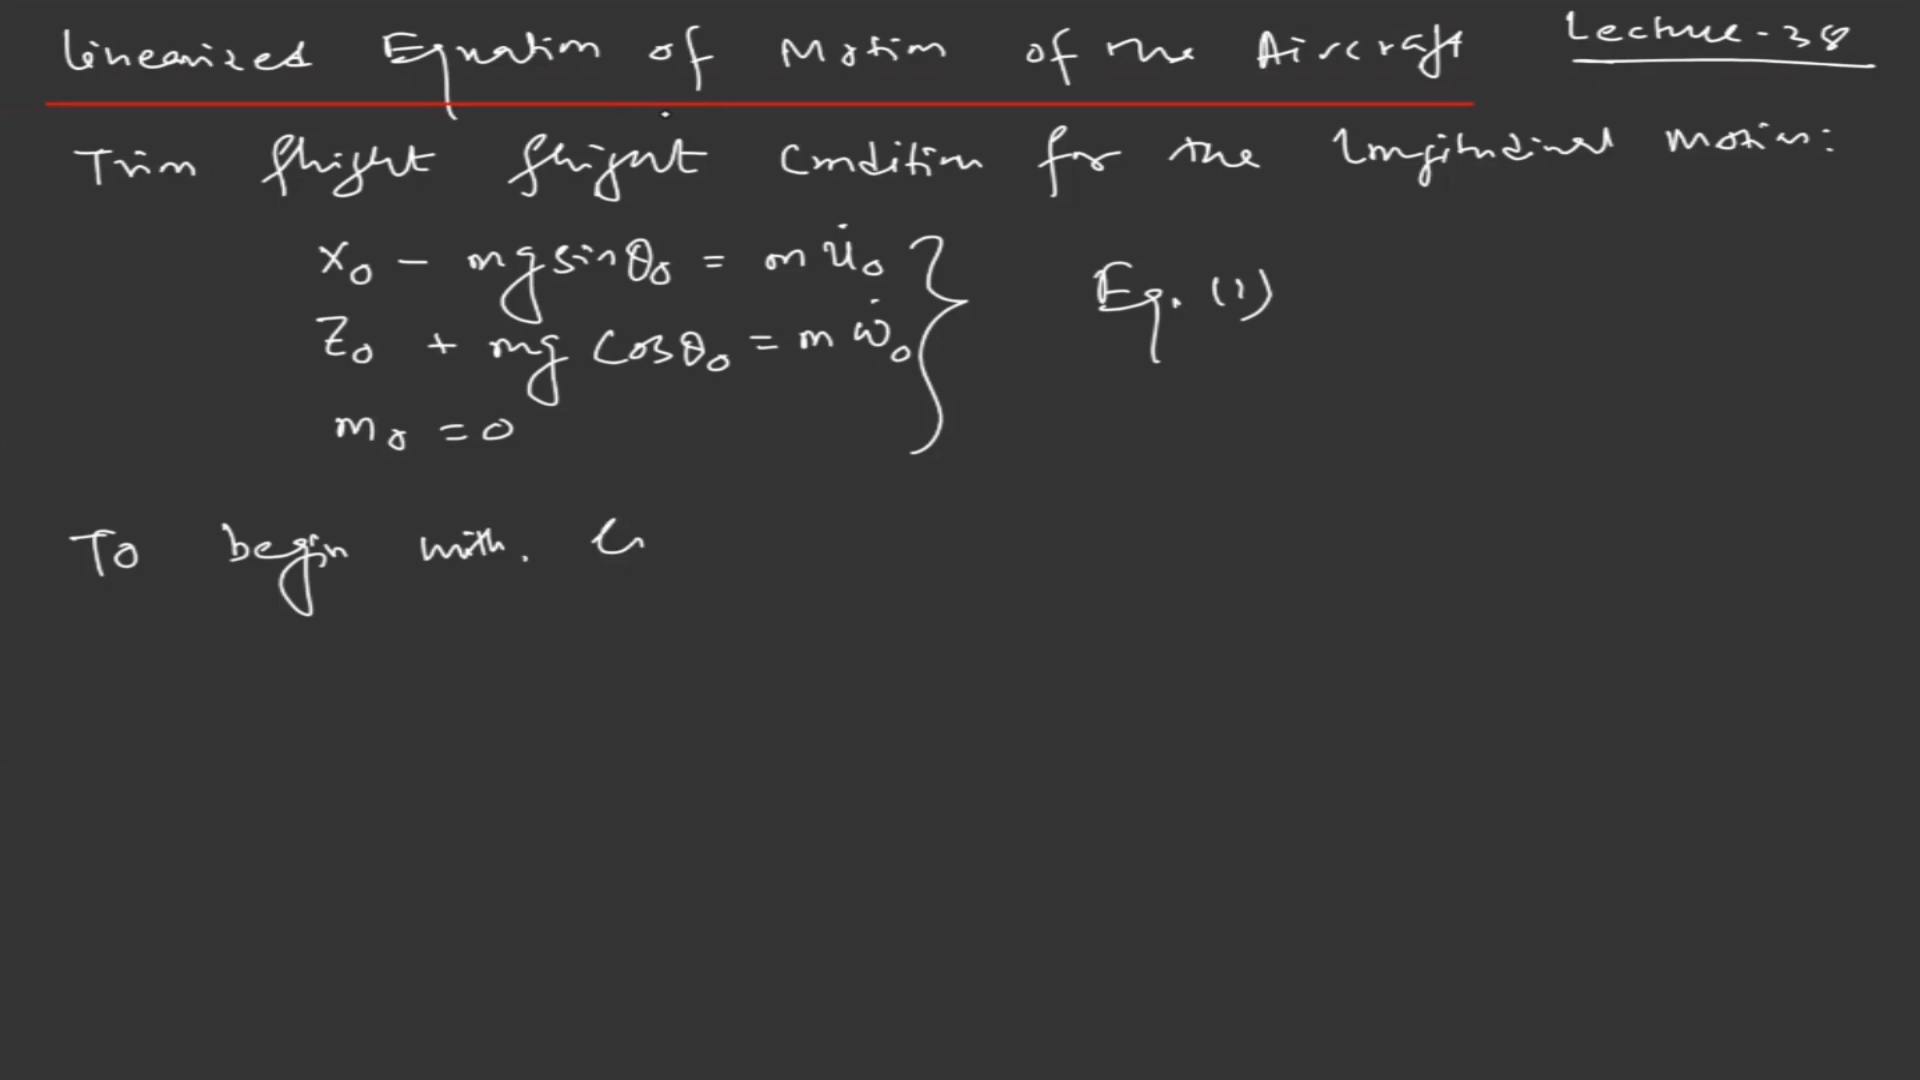 Linearized Equation of Motion of the Aircraft Lecture-38
Trim flight flight Condition for the longitudinal motion:
X₀ - mg sinθ₀ = m u̇₀
Z₀ + mg cosθ₀ = m ẇ₀
Eq. (1)
m₀ = 0
To begin with,